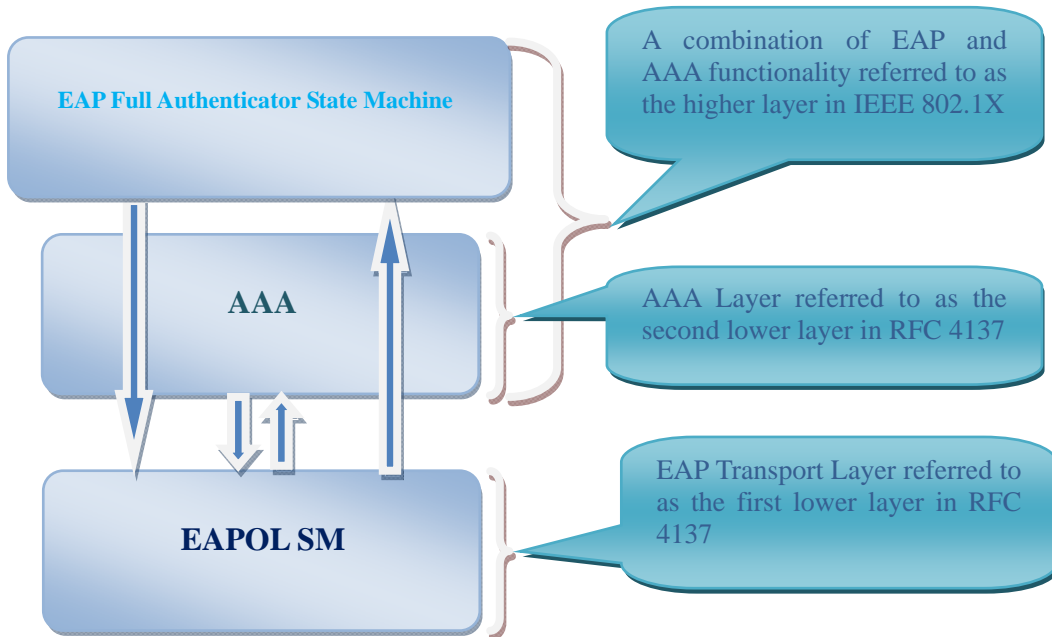 EAP Full Authenticator State Machine
A combination of EAP and
AAA functionality referred to as
the higher layer in IEEE 802.1X
AAA
AAA Layer referred to as the
second lower layer in RFC 4137
EAPOL SM
EAP Transport Layer referred to
as the first lower layer in RFC
4137